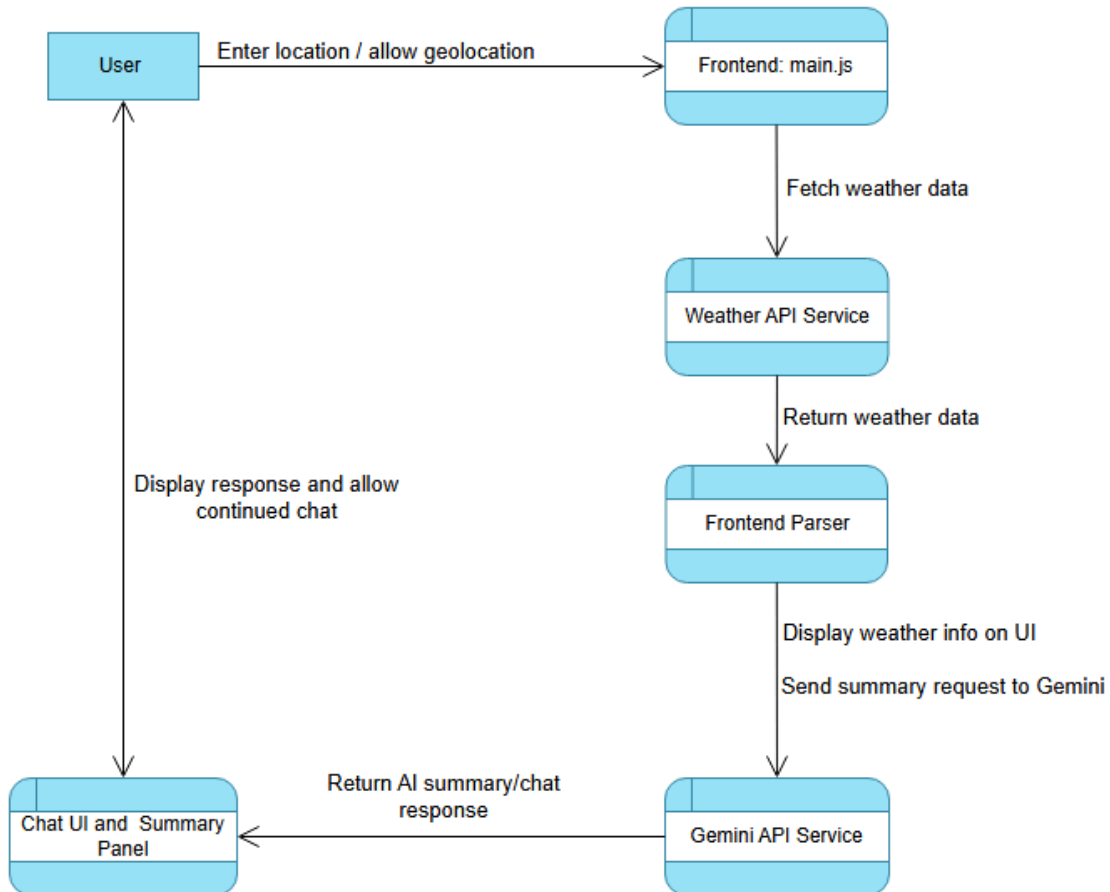 User
Enter location / allow geolocation
Frontend: main.js
Fetch weather data
Weather API Service
Return weather data
Frontend Parser
Display response and allow
continued chat
Display weather info on UI
Send summary request to Gemini
Return AI summary/chat
response
Chat UI and Summary
Panel
Gemini API Service